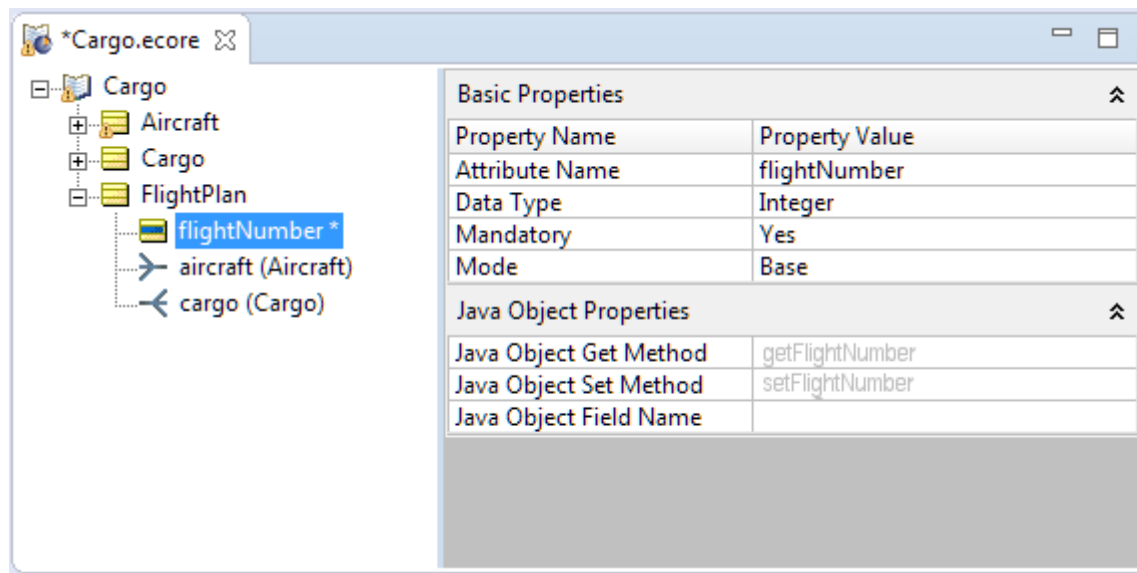 *Cargo.ecore
Cargo
Aircraft
Cargo
FlightPlan
flightNumber *
aircraft (Aircraft)
cargo (Cargo)
Basic Properties
Property Name Property Value
Attribute Name flightNumber
Data Type Integer
Mandatory Yes
Mode Base
Java Object Properties
Java Object Get Method getFlightNumber
Java Object Set Method setFlightNumber
Java Object Field Name